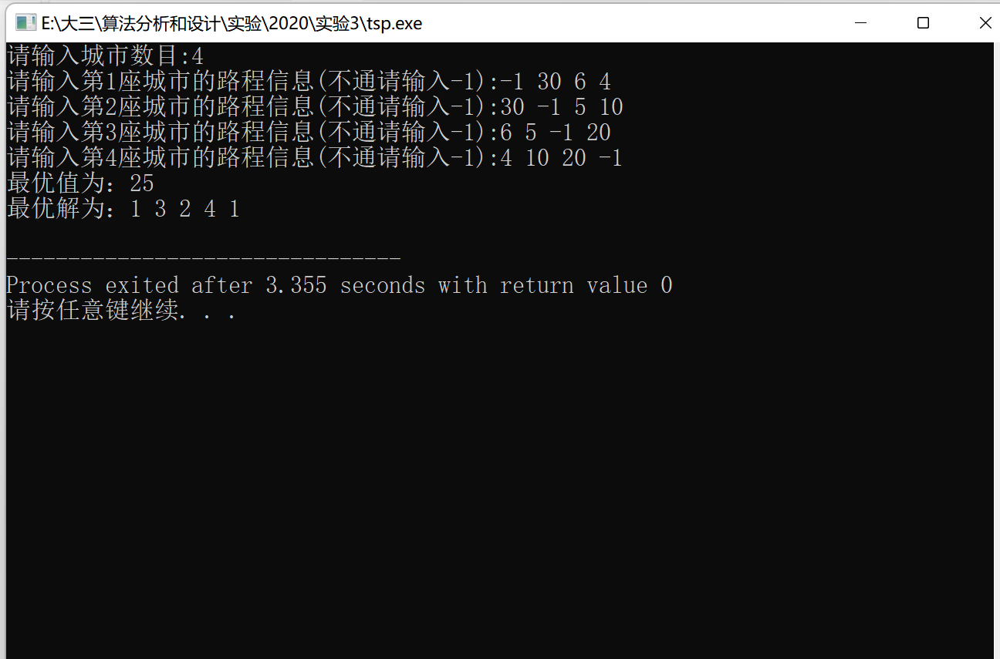 E:\大三\算法分析和设计\实验\2020\实验3\tsp.exe
请输入城市数目:4
请输入第1座城市的路程信息(不通请输入-1):-1 30 6 4
请输入第2座城市的路程信息(不通请输入-1):30 -1 5 10
请输入第3座城市的路程信息(不通请输入-1):6 5 -1 20
请输入第4座城市的路程信息(不通请输入-1):4 10 20 -1
最优值为：25
最优解为：1 3 2 4 1
--------------------------------
Process exited after 3.355 seconds with return value 0
请按任意键继续. . .